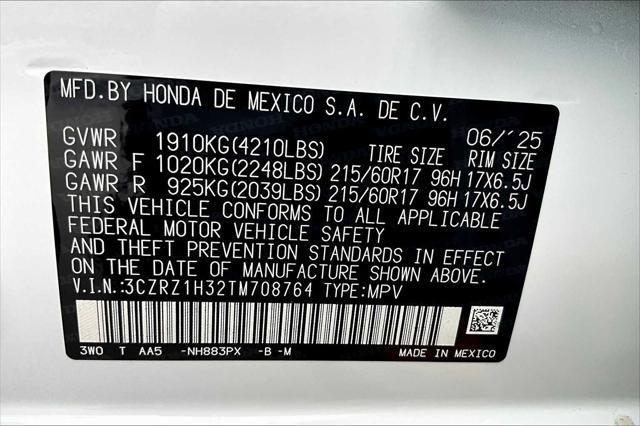 MFD.BY HONDA DE MEXICO S.A. DE C.V.
06/'25
GVWR 1910KG(4210LBS) TIRE SIZE RIM SIZE
GAWR F 1020KG(2248LBS) 215/60R17 96H 17X6.5J
GAWR R 925KG(2039LBS) 215/60R17 96H 17X6.5J
THIS VEHICLE CONFORMS TO ALL APPLICABLE
FEDERAL MOTOR VEHICLE SAFETY
AND THEFT PREVENTION STANDARDS IN EFFECT
ON THE DATE OF MANUFACTURE SHOWN ABOVE.
V.I.N.:3CZRZ1H32TM708764 TYPE:MPV
3WO T AA5 -NH883PX -B -M MADE IN MEXICO